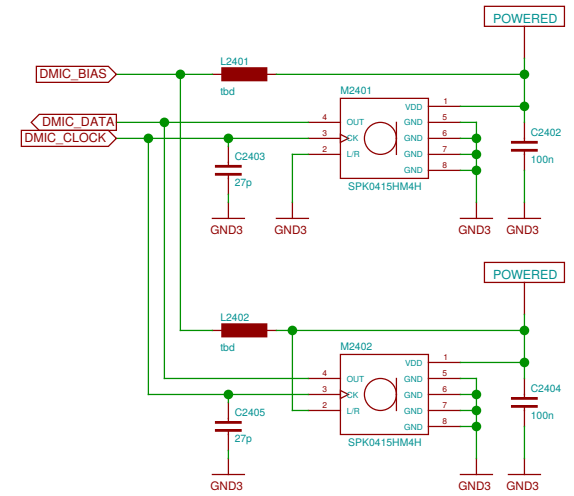 POWERED
L2401
DMIC_BIAS
tbd
M2401
VDD 1
DMIC_DATA 4 OUT GND 5
DMIC_CLOCK 3 CK GND 6
C2402
2 L/R GND 7
C2403
100n
GND 8
27p
SPK0415HM4H
GND3 GND3 GND3 GND3
POWERED
L2402
tbd
M2402
VDD 1
4 OUT GND 5
3 CK GND 6
C2404
2 L/R GND 7
C2405
100n
GND 8
27p
SPK0415HM4H
GND3 GND3 GND3